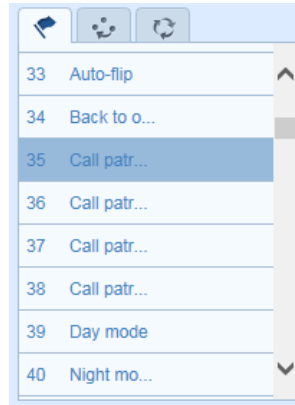 33 Auto-flip
34 Back to o...
35 Call patr...
36 Call patr...
37 Call patr...
38 Call patr...
39 Day mode
40 Night mo...